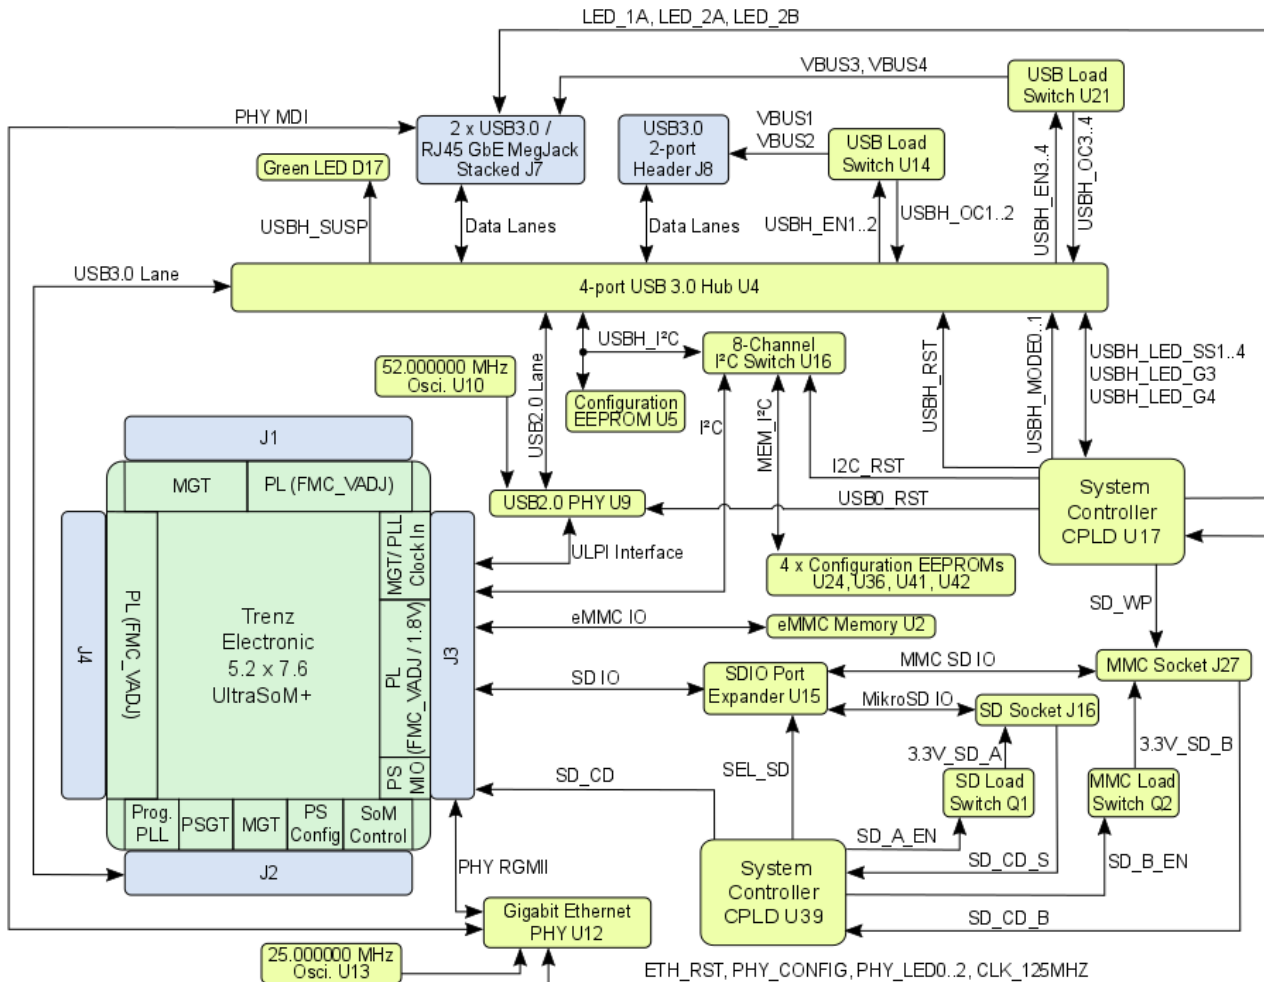 LED_1A, LED_2A, LED_2B
VBUS3, VBUS4
USB Load
Switch U21
PHY MDI
2 x USB3.0 /
RJ45 GbE MegJack
Stacked J7
USB3.0
2-port
Header J8
VBUS1
VBUS2
USB Load
Switch U14
Green LED D17
USBH_SUSP
Data Lanes
Data Lanes
USBH_EN1..2
USBH_OC1..2
USBH_EN3..4
USBH_OC3..4
USB3.0 Lane
4-port USB 3.0 Hub U4
USBH_I²C
8-Channel
I²C Switch U16
52.000000 MHz
Osci. U10
USB2.0 Lane
Configuration
EEPROM U5
I²C
MEM_I²C
USBH_RST
USBH_MODE0..1
USBH_LED_SS1..4
USBH_LED_G3
USBH_LED_G4
J1
MGT
PL (FMC_VADJ)
I2C_RST
USB0_RST
System
Controller
CPLD U17
USB2.0 PHY U9
ULPI Interface
MGT/ PLL
Clock In
4 x Configuration EEPROMs
U24, U36, U41, U42
SD_WP
J4
PL (FMC_VADJ)
Trenz
Electronic
5.2 x 7.6
UltraSoM+
PL
(FMC_VADJ / 1.8V)
J3
eMMC IO
eMMC Memory U2
SD IO
SDIO Port
Expander U15
MMC SD IO
MMC Socket J27
MikroSD IO
SD Socket J16
3.3V_SD_A
3.3V_SD_B
PS
MIO
SD_CD
SEL_SD
SD Load
Switch Q1
MMC Load
Switch Q2
Prog.
PLL
PSGT
MGT
PS
Config
SoM
Control
J2
PHY RGMII
System
Controller
CPLD U39
SD_A_EN
SD_CD_S
SD_B_EN
SD_CD_B
Gigabit Ethernet
PHY U12
25.000000 MHz
Osci. U13
ETH_RST, PHY_CONFIG, PHY_LED0..2, CLK_125MHZ